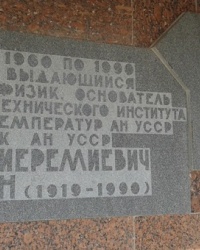 1960 ПО 1990
ВЫДАЮЩИЙСЯ
ФИЗИК, ОСНОВАТЕЛЬ
ТЕХНИЧЕСКОГО ИНСТИТУТА
ЕМПЕРАТУР АН УССР
К АН УССР
ИЕРЕМИЕВИЧ
Н (1919-1990)